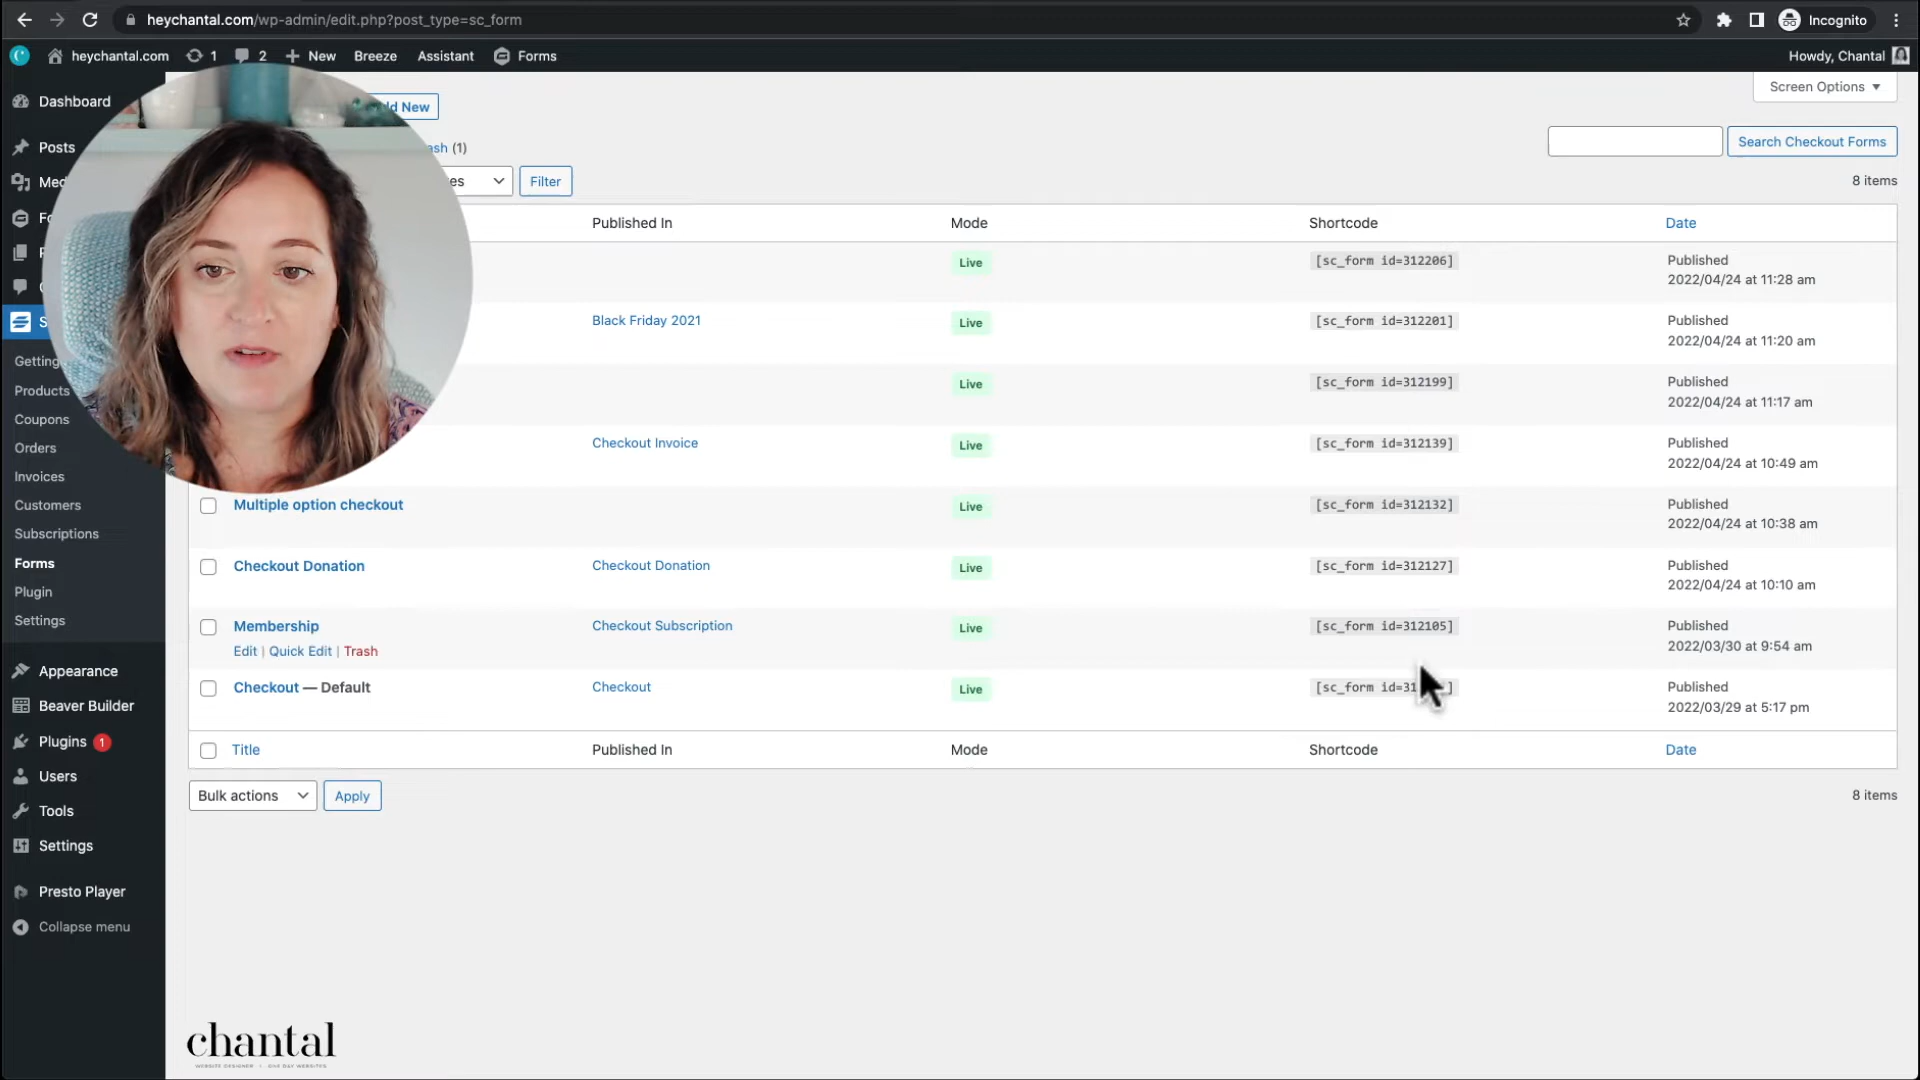 heychantal.com/wp-admin/edit.php?post_type=sc_form
Incognito
heychantal.com 1 2 New Breeze Assistant Forms
Howdy, Chantal
Dashboard
Posts
Screen Options
New
(1)
Search Checkout Forms
Filter
8 items
Published In Mode Shortcode Date
Live [sc_form id=312206] Published
2022/04/24 at 11:28 am
Black Friday 2021 Live [sc_form id=312201] Published
2022/04/24 at 11:20 am
Live [sc_form id=312199] Published
2022/04/24 at 11:17 am
Checkout Invoice Live [sc_form id=312139] Published
2022/04/24 at 10:49 am
Multiple option checkout Live [sc_form id=312132] Published
2022/04/24 at 10:38 am
Checkout Donation Checkout Donation Live [sc_form id=312127] Published
2022/04/24 at 10:10 am
Membership Checkout Subscription Live [sc_form id=312105] Published
Edit | Quick Edit | Trash 2022/03/30 at 9:54 am
Checkout — Default Checkout Live [sc_form Published
2022/03/29 at 5:17 pm
Title Published In Mode Shortcode Date
Bulk actions Apply 8 items
Products
Coupons
Orders
Invoices
Customers
Subscriptions
Forms
Plugin
Settings
Appearance
Beaver Builder
Plugins 1
Users
Tools
Settings
Presto Player
Collapse menu
chantal
WEBSITE DESIGNER ONE DAY WEBSITES